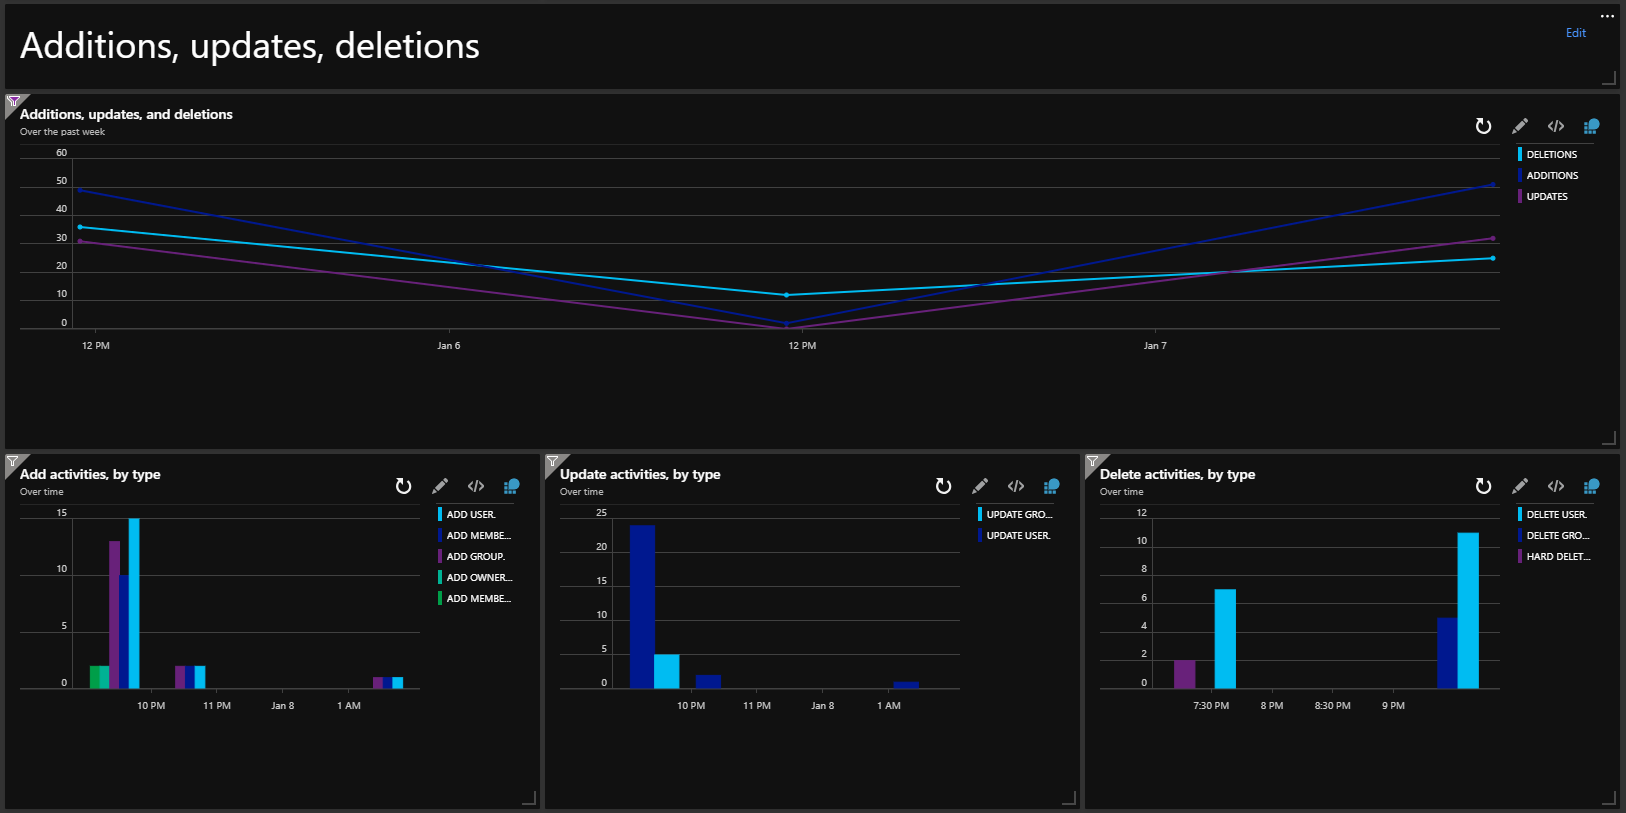 Additions, updates, deletions
Edit
Additions, updates, and deletions
Over the past week
60
50
40
30
20
10
0
12 PM
Jan 6
12 PM
Jan 7
DELETIONS
ADDITIONS
UPDATES
Add activities, by type
Over time
15
10
5
0
10 PM
11 PM
Jan 8
1 AM
ADD USER.
ADD MEMBE...
ADD GROUP.
ADD OWNER...
ADD MEMBE...
Update activities, by type
Over time
25
20
15
10
5
0
10 PM
11 PM
Jan 8
1 AM
UPDATE GRO...
UPDATE USER.
Delete activities, by type
Over time
12
10
8
6
4
2
0
7:30 PM
8 PM
8:30 PM
9 PM
DELETE USER.
DELETE GRO...
HARD DELET...